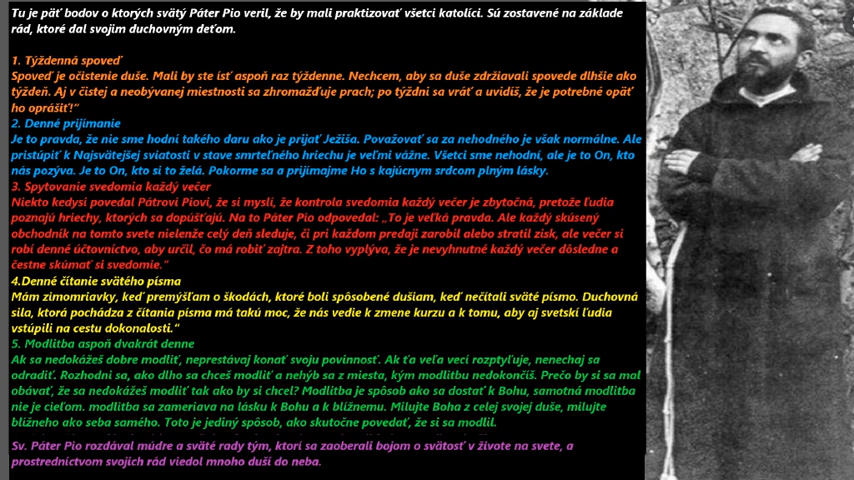 Tu je päť bodov o ktorých svätý Páter Pio veril, že by mali praktizovať všetci katolíci. Sú zostavené na základe
rád, ktoré dal svojim duchovným deťom.
1. Týždenná spoveď
Spoveď je očistenie duše. Mali by ste ísť aspoň raz týždenne. Nechcem, aby sa duše zdržiavali spovede dlhšie ako
týždeň. Aj v čistej a neobývanej miestnosti sa zhromažďuje prach; po týždni sa vráť a uvidíš, že je potrebné opäť
ho oprášiť!“
2. Denné prijímanie
Je to pravda, že nie sme hodní takého daru ako je prijať Ježiša. Považovať sa za nehodného je však normálne. Ale
pristúpiť k Najsvätejšej sviatosti v stave smrteľného hriechu je veľmi vážne. Všetci sme nehodní, ale je to On, kto
nás pozýva. Je to On, kto si to želá. Pokorme sa a prijímajme Ho s kajúcnym srdcom plným lásky.
3. Spytovanie svedomia každý večer
Niekto kedysi povedal Pátrovi Piovi, že si myslí, že kontrola svedomia každý večer je zbytočná, pretože ľudia
poznajú hriechy, ktorých sa dopúšťajú. Na to Páter Pio odpovedal: „To je veľká pravda. Ale každý skúsený
obchodník na tomto svete nielenže celý deň sleduje, či pri každom predaji zarobil alebo stratil zisk, ale večer si
robí denné účtovníctvo, aby určil, čo má robiť zajtra. Z toho vyplýva, že je nevyhnutné každý večer dôsledne a
čestne skúmať si svedomie.“
4.Denné čítanie svätého písma
Mám zimomriavky, keď premýšľam o škodách, ktoré boli spôsobené dušiam, keď nečítali sväté písmo. Duchovná
sila, ktorá pochádza z čítania písma má takú moc, že nás vedie k zmene kurzu a k tomu, aby aj svetskí ľudia
vstúpili na cestu dokonalosti.“
5. Modlitba aspoň dvakrát denne
Ak sa nedokážeš dobre modliť, neprestávaj konať svoju povinnosť. Ak ťa veľa vecí rozptyľuje, nenechaj sa
odradiť. Rozhodni sa, ako dlho sa chceš modliť a nehýb sa z miesta, kým modlitbu nedokončíš. Prečo by si sa mal
obávať, že sa nedokážeš modliť tak ako by si chcel? Modlitba je spôsob ako sa dostať k Bohu, samotná modlitba
nie je cieľom. modlitba sa zameriava na lásku k Bohu a k blížnemu. Milujte Boha z celej svojej duše, milujte
blížneho ako seba samého. Toto je jediný spôsob, ako skutočne povedať, že si sa modlil.
Sv. Páter Pio rozdával múdre a sväté rady tým, ktorí sa zaoberali bojom o svätosť v živote na svete, a
prostredníctvom svojich rád viedol mnoho duší do neba.